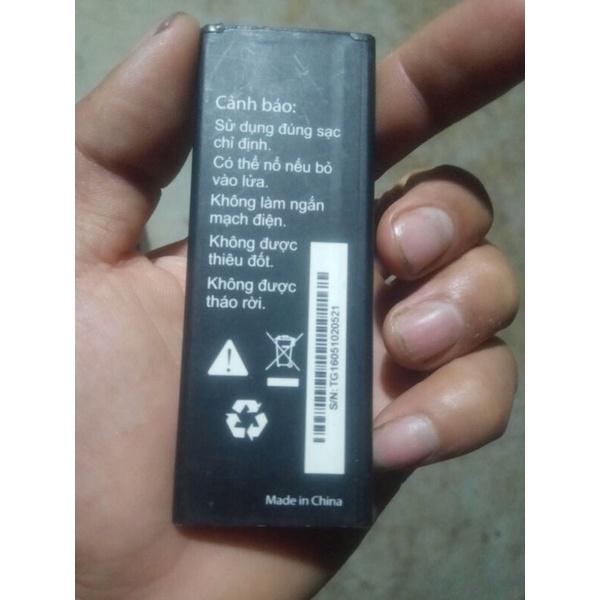 Cảnh báo:
Sử dụng đúng sạc
chỉ định.
Có thể nổ nếu bỏ
vào lửa.
Không làm ngắn
mạch điện.
Không được
thiêu đốt.
Không được
tháo rời.
S/N: TG16051020521
Made in China